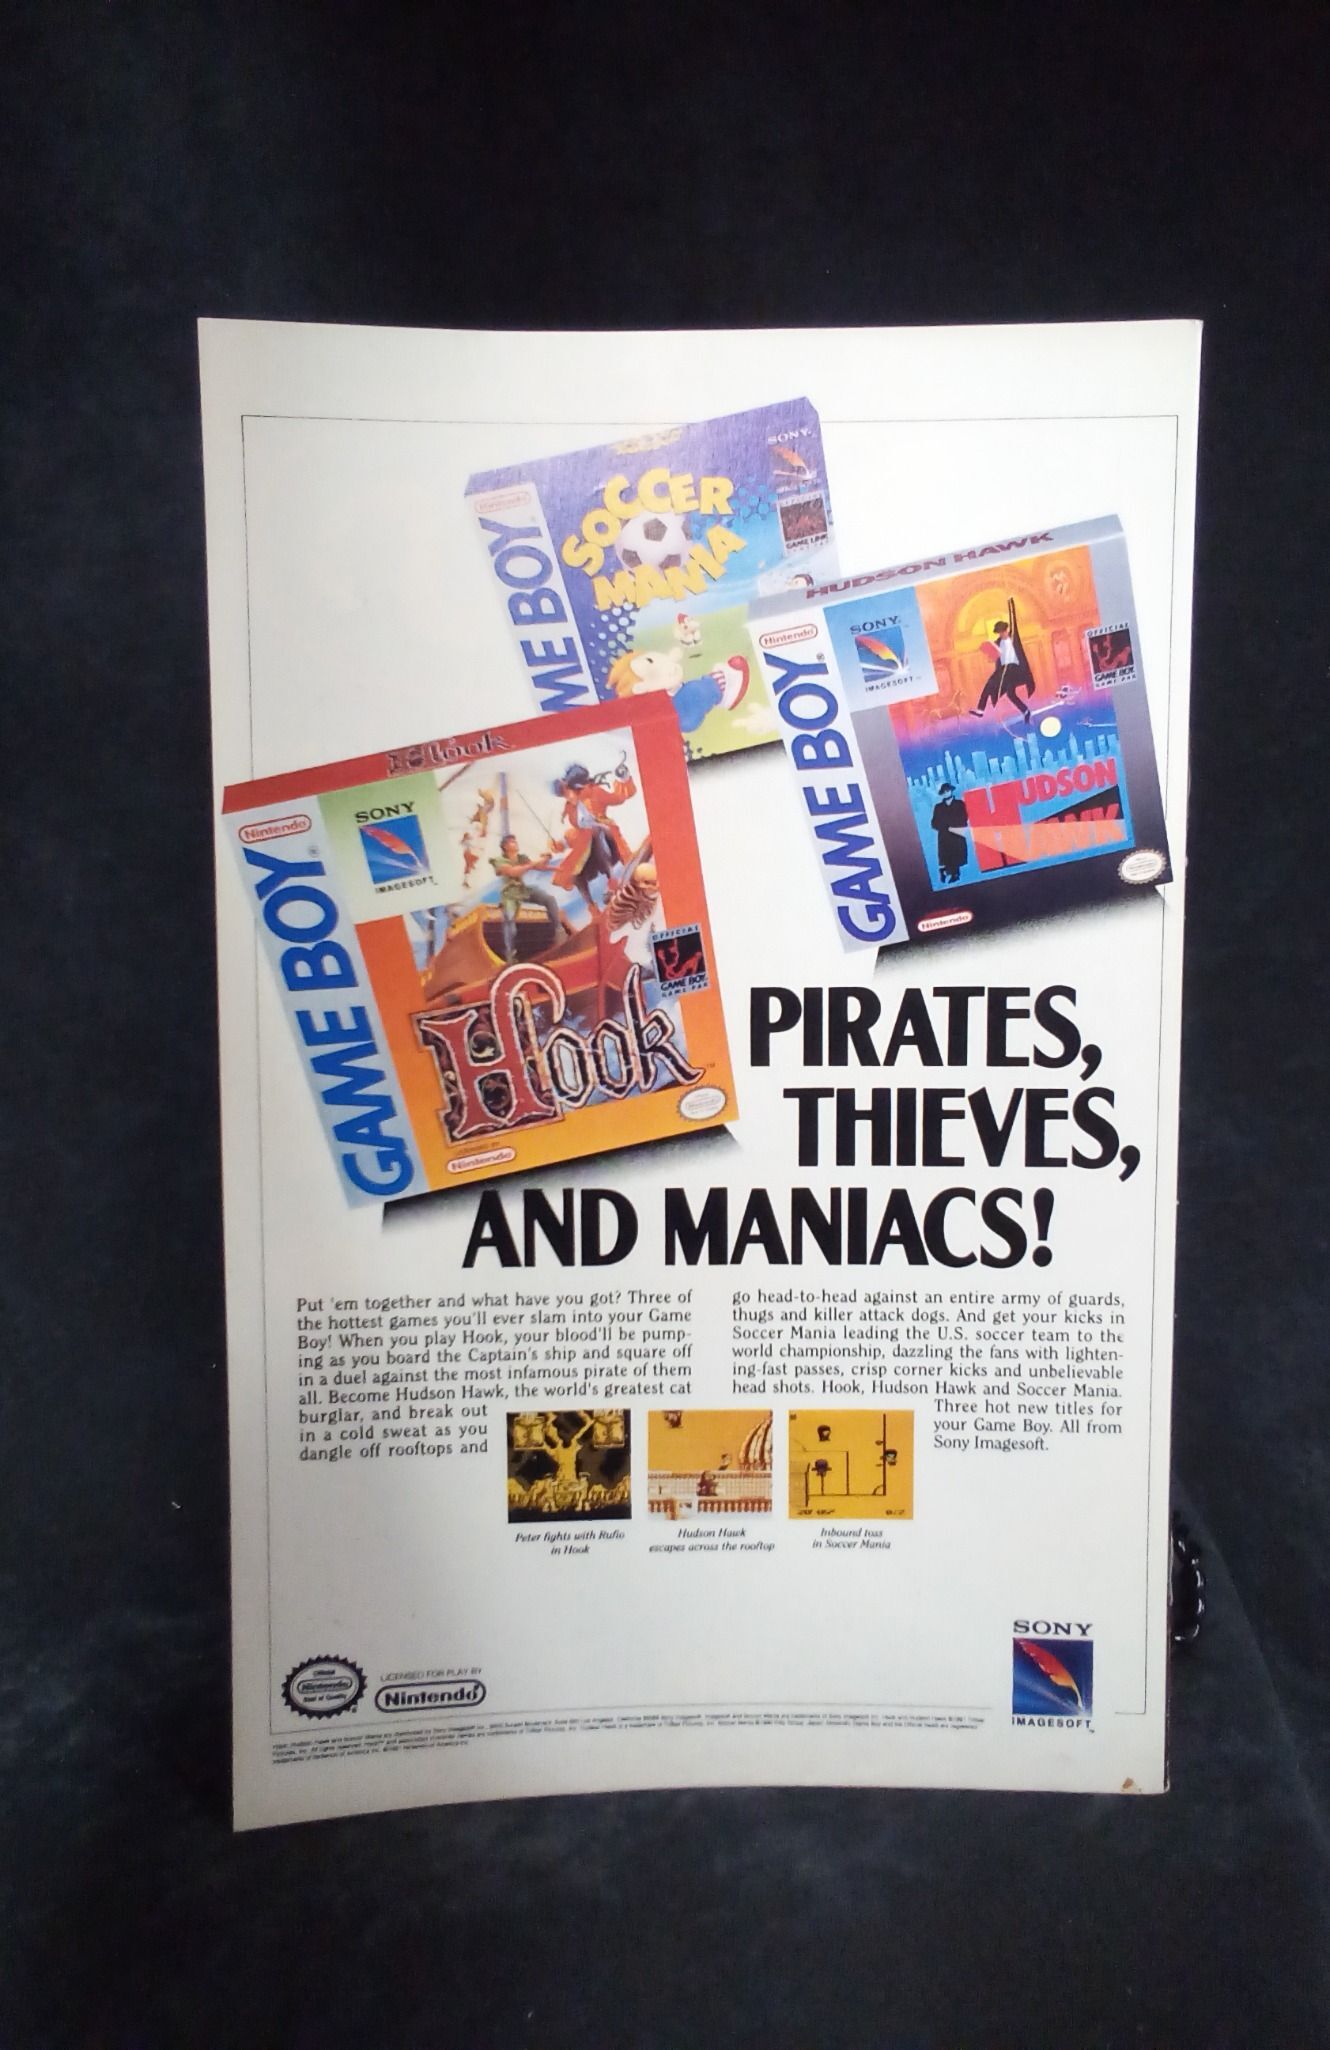 SOCCER
MANIA
SONY
Nintendo
GAME LINK
GAME BOY
HUDSON HAWK
Nintendo
GAME BOY
SONY
IMAGESOFT
OFFICIAL
GAME BOY
GAME PAK
HUDSON
HAWK
Nintendo
Hook
Nintendo
GAME BOY
SONY
IMAGESOFT
OFFICIAL
GAME BOY
GAME PAK
Hook
Nintendo
PIRATES,
THIEVES,
AND MANIACS!
Put 'em together and what have you got? Three of
the hottest games you'll ever slam into your Game
Boy! When you play Hook, your blood'll be pump-
ing as you board the Captain's ship and square off
in a duel against the most infamous pirate of them
all. Become Hudson Hawk, the world's greatest cat
burglar, and break out
in a cold sweat as you
dangle off rooftops and
go head-to-head against an entire army of guards,
thugs and killer attack dogs. And get your kicks in
Soccer Mania leading the U.S. soccer team to the
world championship, dazzling the fans with lighten-
ing-fast passes, crisp corner kicks and unbelievable
head shots. Hook, Hudson Hawk and Soccer Mania.
Three hot new titles for
your Game Boy. All from
Sony Imagesoft.
Peter fights with Rufio
in Hook
Hudson Hawk
escapes across the rooftop
Inbound toss
in Soccer Mania
Official
Nintendo
Seal of Quality
LICENSED FOR PLAY BY
Nintendo
SONY
IMAGESOFT